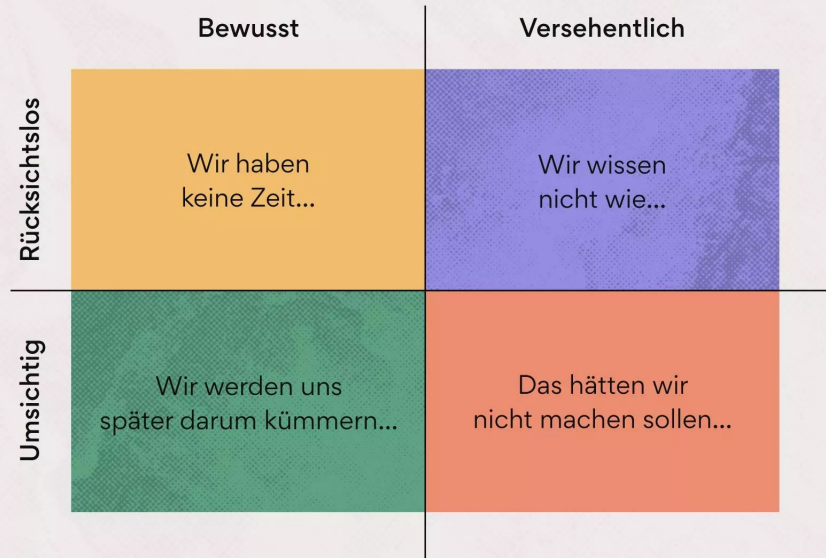 Bewusst
Versehentlich
Rücksichtslos
Wir haben
keine Zeit...
Wir wissen
nicht wie...
Umsichtig
Wir werden uns
später darum kümmern...
Das hätten wir
nicht machen sollen...